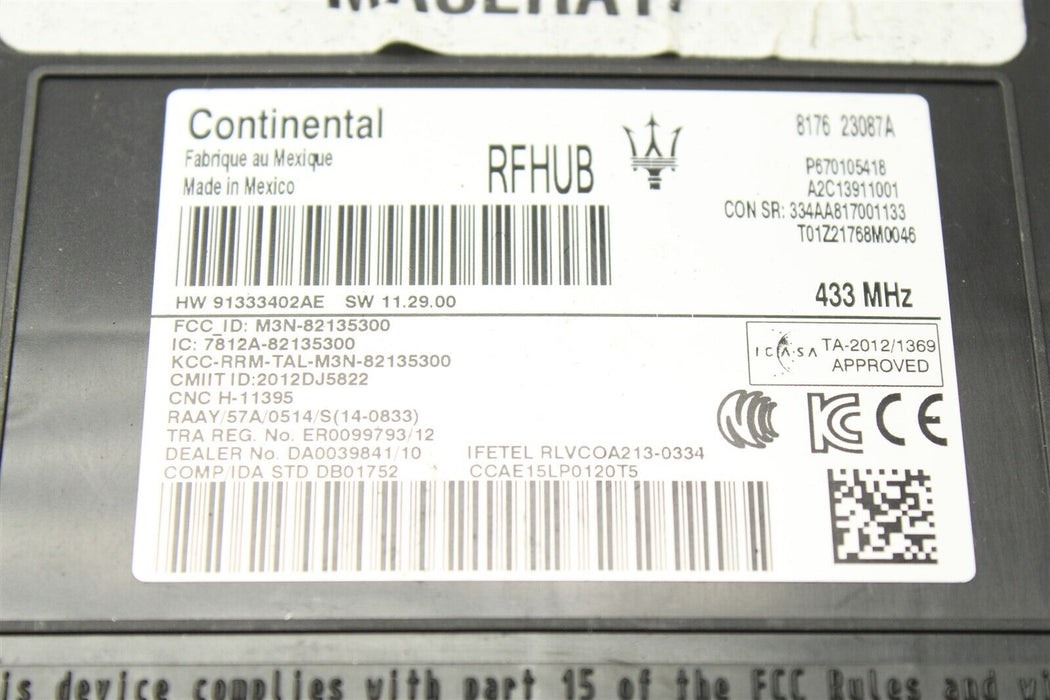 MASERATI
Continental
Fabrique au Mexique
Made in Mexico
RFHUB
8176 23087A
P670105418
A2C13911001
CON SR: 334AA817001133
T01Z21768M0046
HW 91333402AE SW 11.29.00
433 MHz
FCC_ID: M3N-82135300
IC: 7812A-82135300
KCC-RRM-TAL-M3N-82135300
CMIIT ID:2012DJ5822
CNC H-11395
RAAY/57A/0514/S(14-0833)
TRA REG. No. ER0099793/12
DEALER No. DA0039841/10
COMP/IDA STD DB01752
IFETEL RLVCOA213-0334
CCAE15LP0120T5
ICASA TA-2012/1369
APPROVED
KC CE
is device complies with part 15 of the FCC Rules and wi